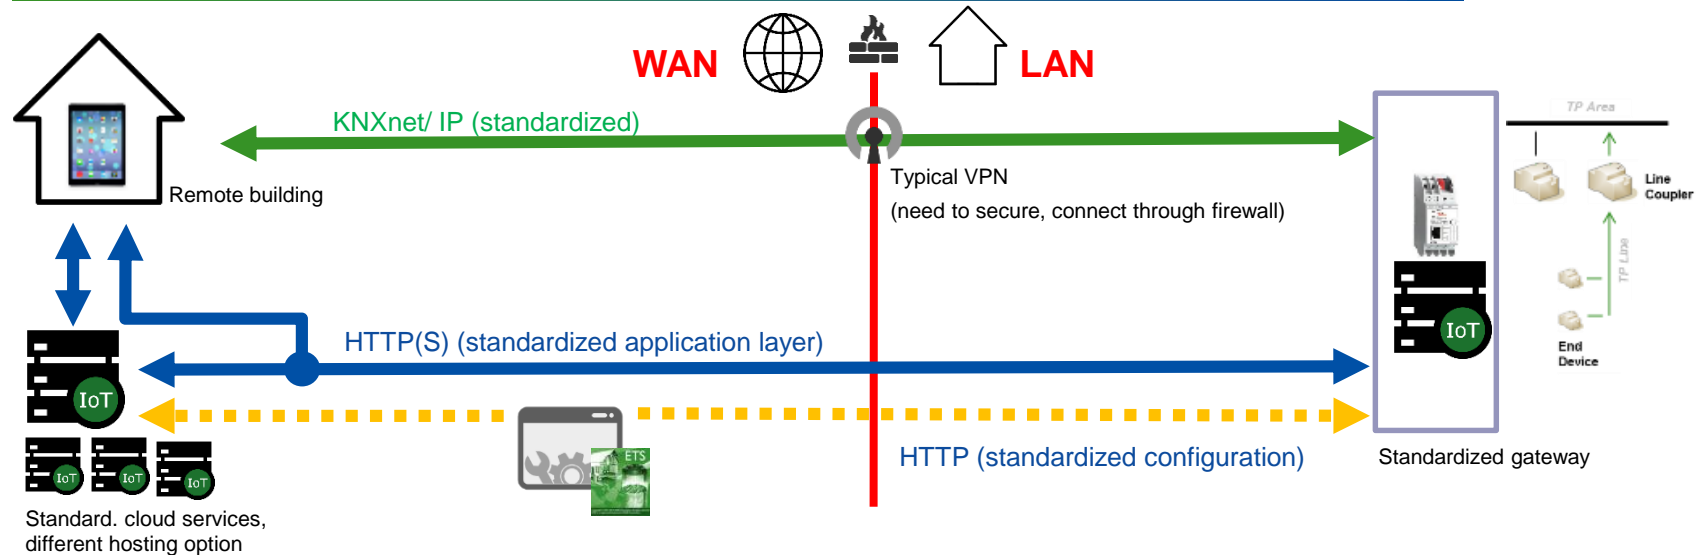 WAN
LAN
KNXnet/ IP (standardized)
TP Area
Remote building
Typical VPN
(need to secure, connect through firewall)
Line
Coupler
TP Line
HTTP(S) (standardized application layer)
IoT
End
Device
IoT
ETS
HTTP (standardized configuration)
Standardized gateway
IoT
IoT
IoT
Standard. cloud services,
different hosting option